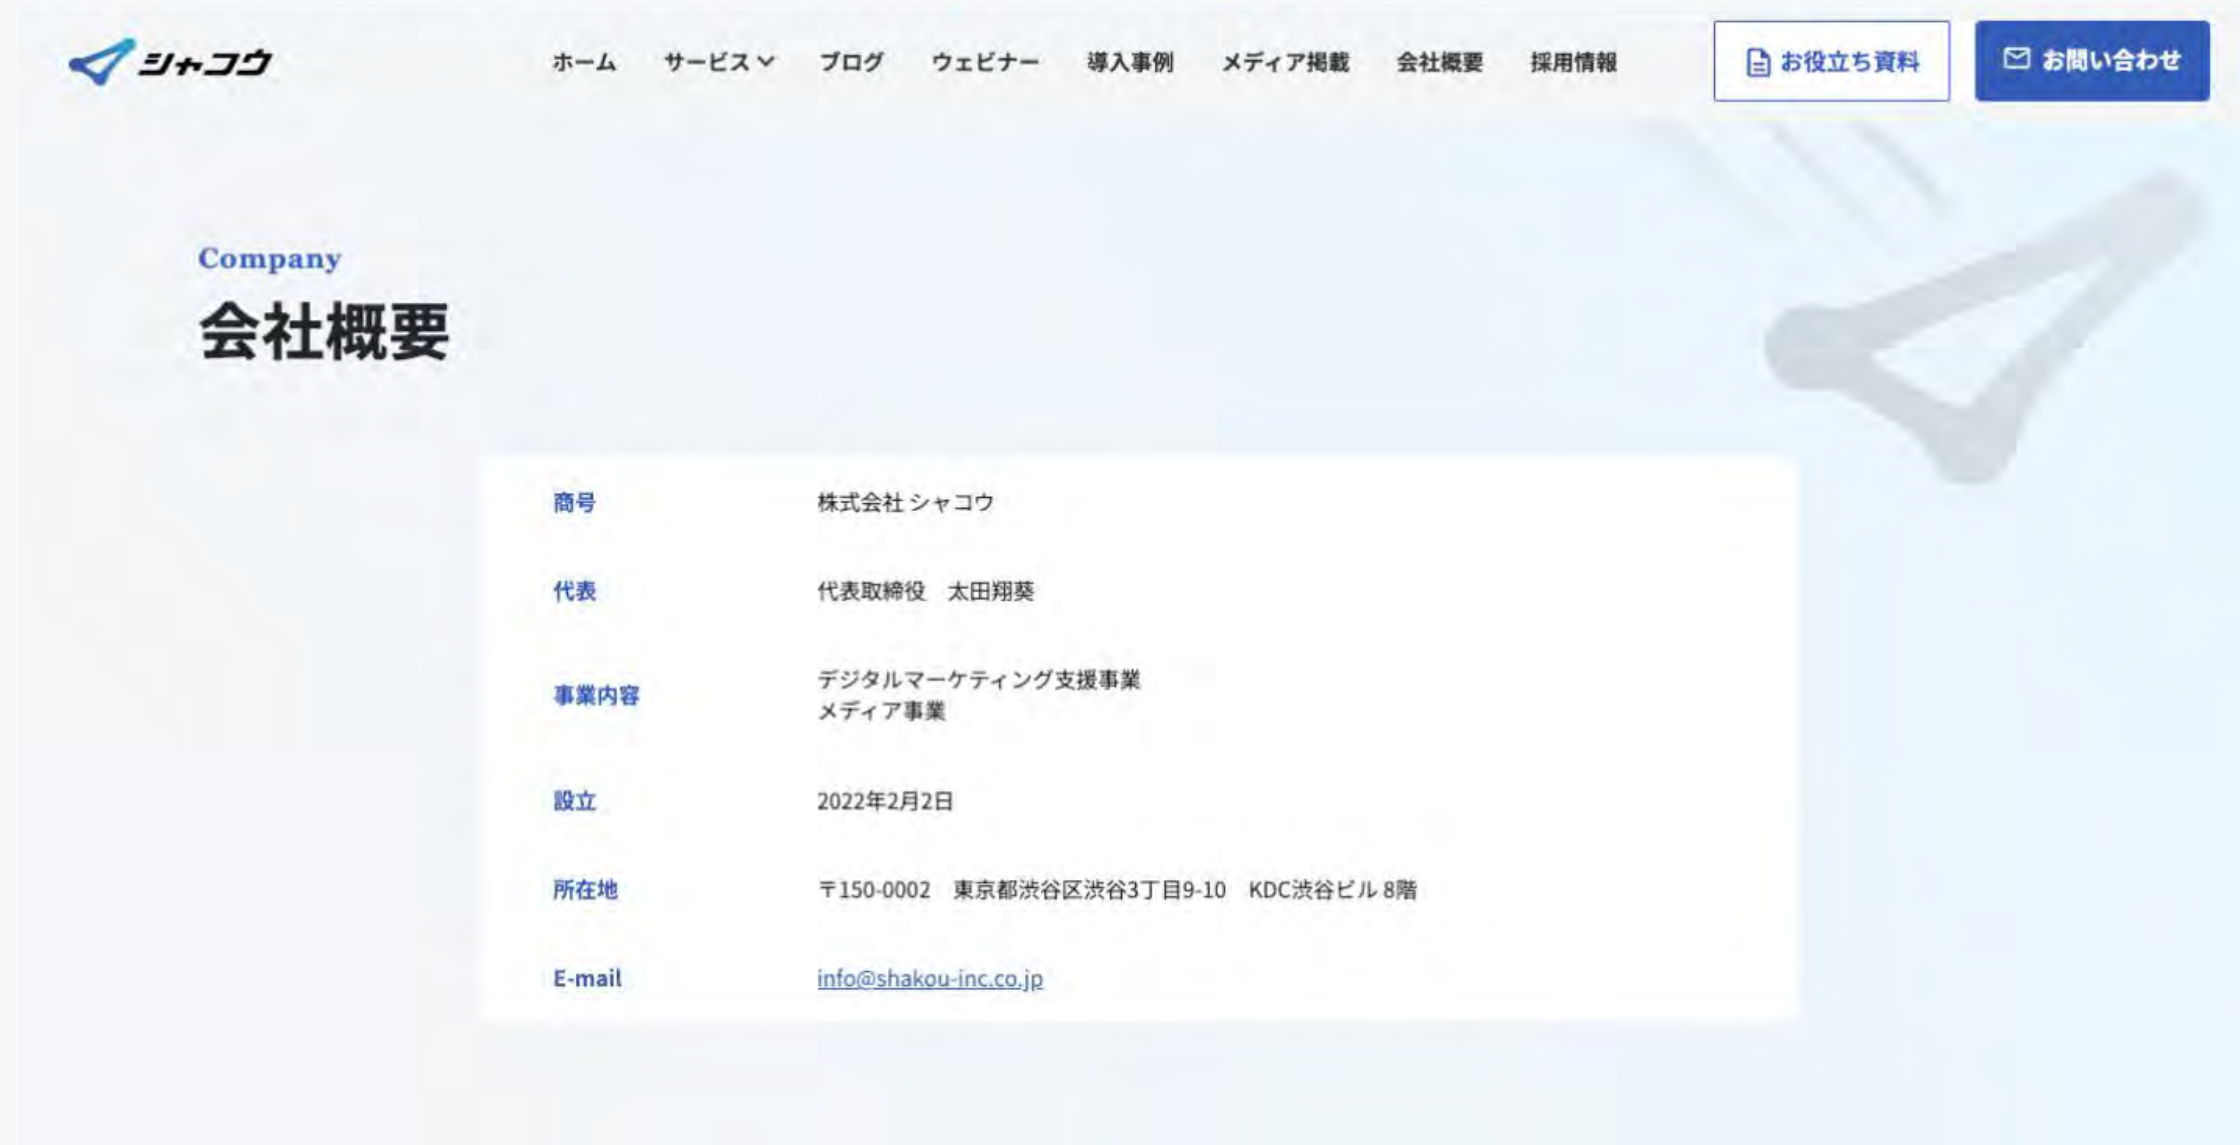 シャコウ
ホーム サービス ブログ ウェビナー 導入事例 メディア掲載 会社概要 採用情報 お役立ち資料 お問い合わせ
Company
会社概要
商号 株式会社 シャコウ
代表 代表取締役　太田翔葵
事業内容 デジタルマーケティング支援事業
メディア事業
設立 2022年2月2日
所在地 〒150-0002　東京都渋谷区渋谷3丁目9-10　KDC渋谷ビル 8階
E-mail info@shakou-inc.co.jp